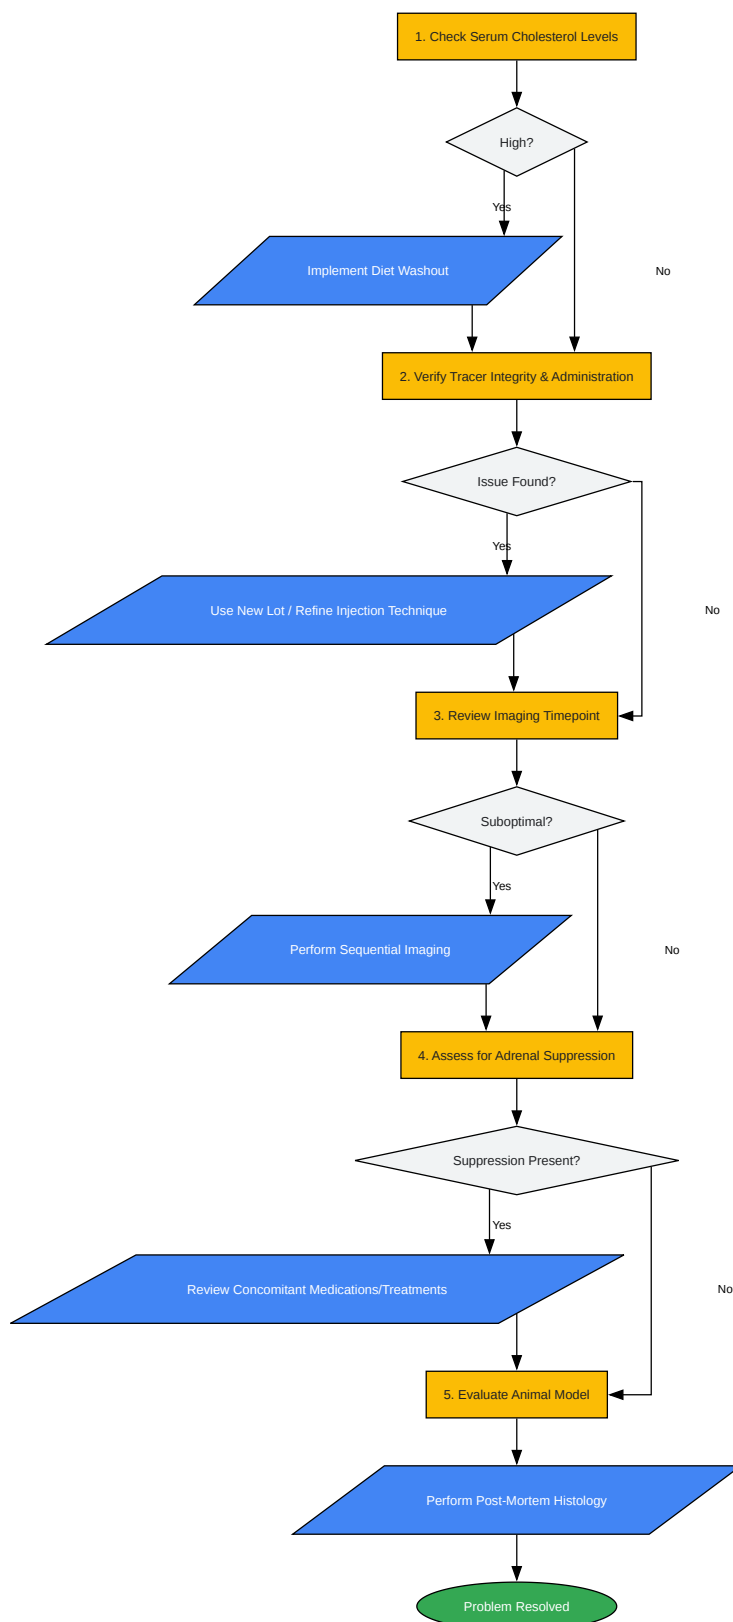 1. Check Serum Cholesterol Levels
High?
Yes
Implement Diet Washout
No
2. Verify Tracer Integrity & Administration
Issue Found?
Yes
Use New Lot / Refine Injection Technique
No
3. Review Imaging Timepoint
Suboptimal?
Yes
Perform Sequential Imaging
No
4. Assess for Adrenal Suppression
Suppression Present?
Yes
Review Concomitant Medications/Treatments
No
5. Evaluate Animal Model
Perform Post-Mortem Histology
Problem Resolved